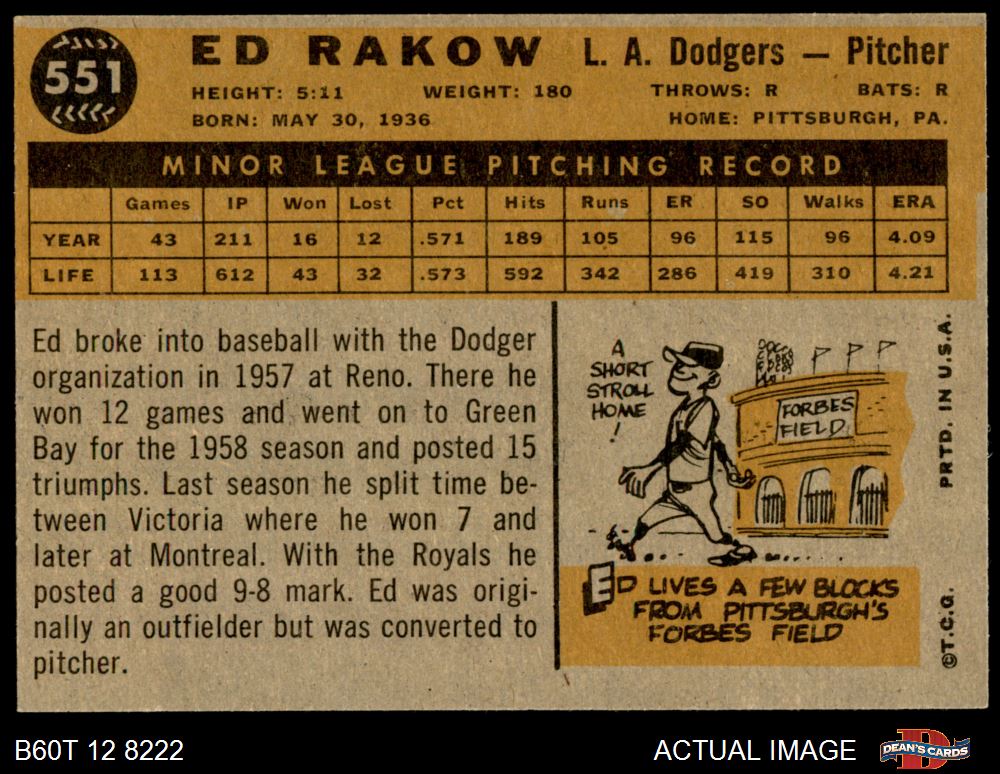 551
ED RAKOW L. A. Dodgers — Pitcher
HEIGHT: 5:11 WEIGHT: 180 THROWS: R BATS: R
BORN: MAY 30, 1936 HOME: PITTSBURGH, PA.
MINOR LEAGUE PITCHING RECORD
Games IP Won Lost Pct Hits Runs ER SO Walks ERA
YEAR 43 211 16 12 .571 189 105 96 115 96 4.09
LIFE 113 612 43 32 .573 592 342 286 419 310 4.21
Ed broke into baseball with the Dodger
organization in 1957 at Reno. There he
won 12 games and went on to Green
Bay for the 1958 season and posted 15
triumphs. Last season he split time be-
tween Victoria where he won 7 and
later at Montreal. With the Royals he
posted a good 9-8 mark. Ed was origi-
nally an outfielder but was converted to
pitcher.
A
SHORT
STROLL
HOME
!
FORBES
FIELD
ED LIVES A FEW BLOCKS
FROM PITTSBURGH'S
FORBES FIELD
©T.C.G. PRTD. IN U.S.A.
B60T 12 8222 ACTUAL IMAGE DEAN'S CARDS